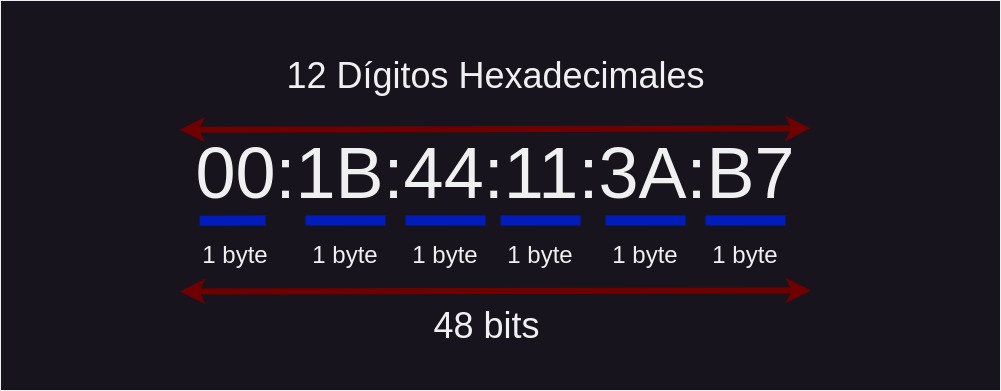 12 Dígitos Hexadecimales
00:1B:44:11:3A:B7
1 byte 1 byte 1 byte 1 byte 1 byte 1 byte
48 bits